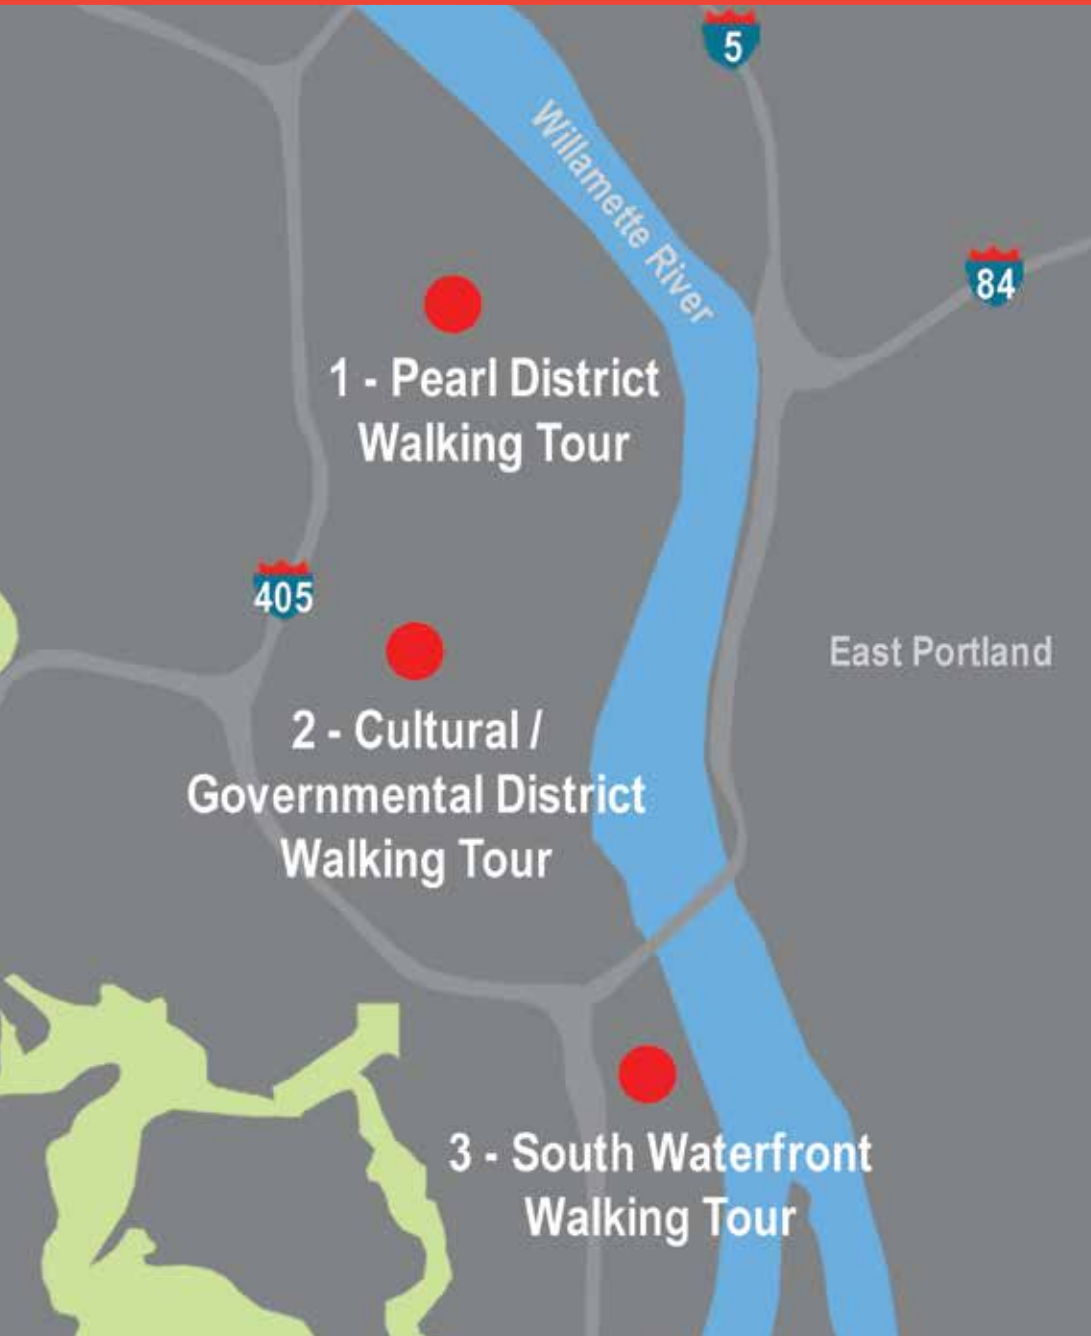 5
Willamette River
84
1 - Pearl District
Walking Tour
405
East Portland
2 - Cultural /
Governmental District
Walking Tour
3 - South Waterfront
Walking Tour